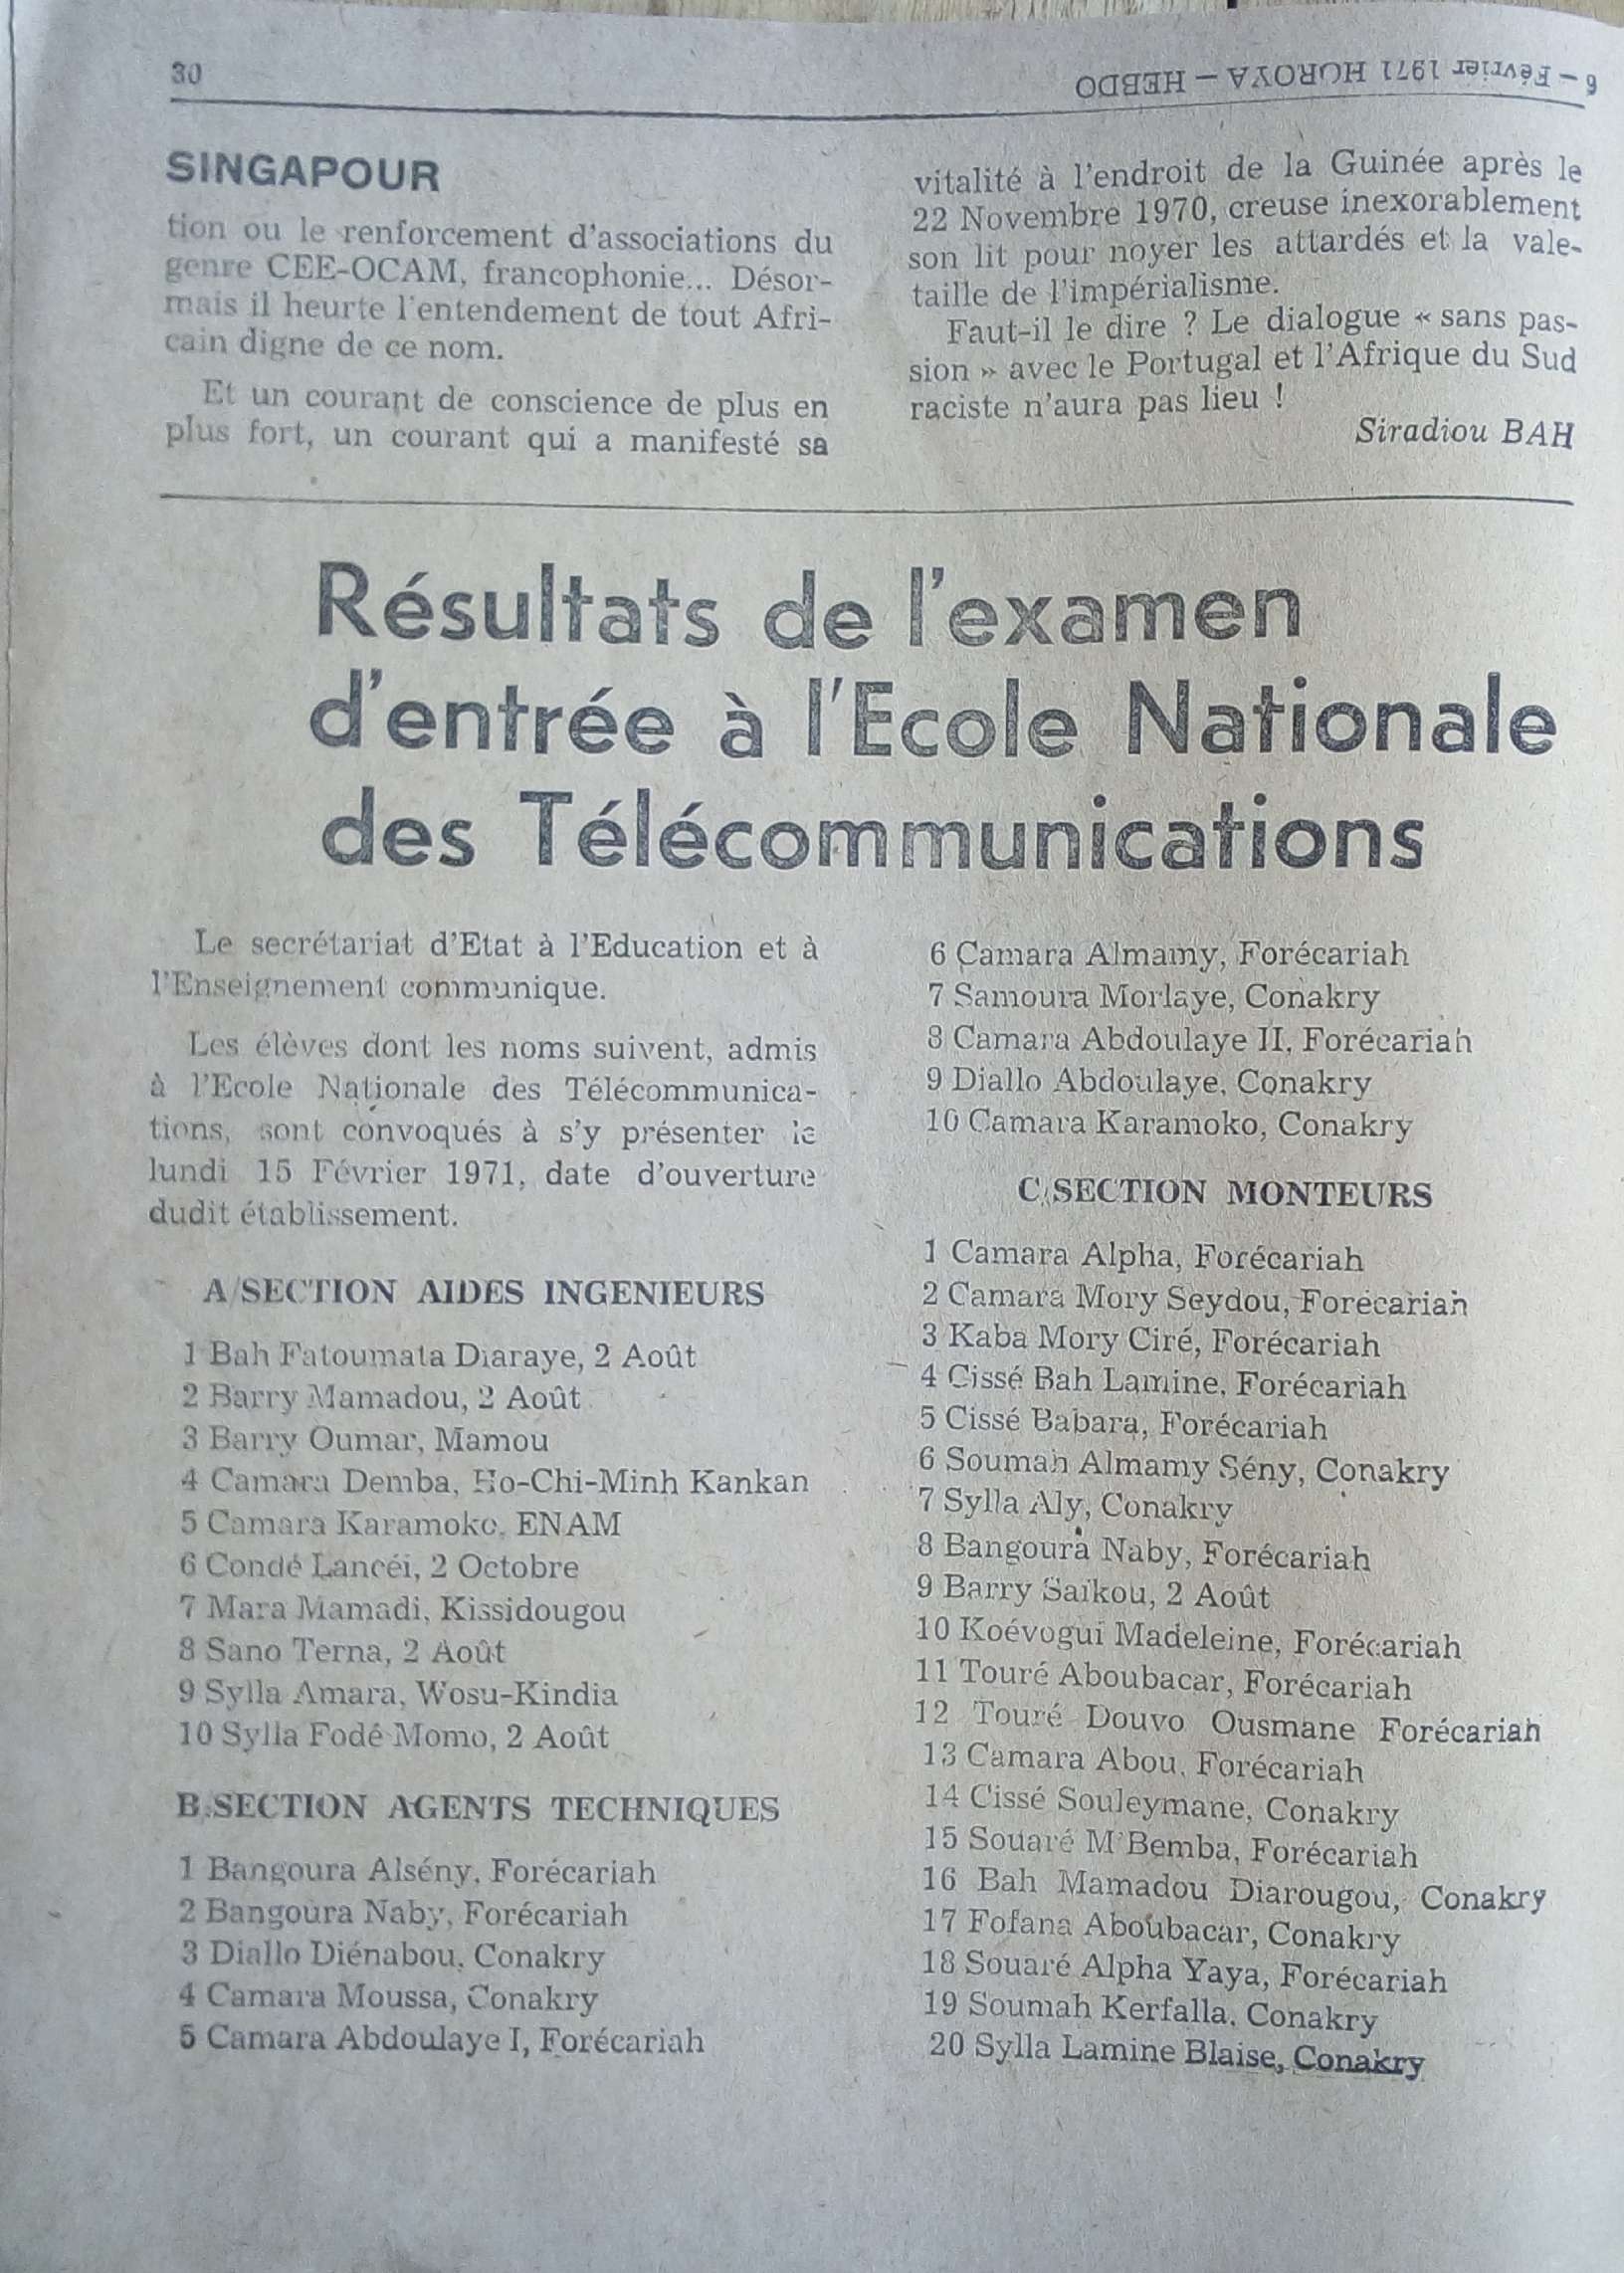 30
6 – Février 1971 HOROYA – HEBDO
SINGAPOUR
tion ou le renforcement d'associations du
genre CEE-OCAM, francophonie... Désor-
mais il heurte l'entendement de tout Afri-
cain digne de ce nom.
Et un courant de conscience de plus en
plus fort, un courant qui a manifesté sa
vitalité à l'endroit de la Guinée après le
22 Novembre 1970, creuse inexorablement
son lit pour noyer les attardés et la vale-
taille de l'impérialisme.
Faut-il le dire ? Le dialogue « sans pas-
sion » avec le Portugal et l'Afrique du Sud
raciste n'aura pas lieu !
Siradiou BAH
Résultats de l'examen
d'entrée à l'Ecole Nationale
des Télécommunications
Le secrétariat d'Etat à l'Education et à
l'Enseignement communique.
Les élèves dont les noms suivent, admis
à l'Ecole Nationale des Télécommunica-
tions, sont convoqués à s'y présenter le
lundi 15 Février 1971, date d'ouverture
dudit établissement.
A/SECTION AIDES INGENIEURS
1 Bah Fatoumata Diaraye, 2 Août
2 Barry Mamadou, 2 Août
3 Barry Oumar, Mamou
4 Camara Demba, Ho-Chi-Minh Kankan
5 Camara Karamoko, ENAM
6 Condé Lancéi, 2 Octobre
7 Mara Mamadi, Kissidougou
8 Sano Terna, 2 Août
9 Sylla Amara, Wosu-Kindia
10 Sylla Fodé Momo, 2 Août
B/SECTION AGENTS TECHNIQUES
1 Bangoura Alsény, Forécariah
2 Bangoura Naby, Forécariah
3 Diallo Diénabou, Conakry
4 Camara Moussa, Conakry
5 Camara Abdoulaye I, Forécariah
6 Camara Almamy, Forécariah
7 Samoura Morlaye, Conakry
8 Camara Abdoulaye II, Forécariah
9 Diallo Abdoulaye, Conakry
10 Camara Karamoko, Conakry
C/SECTION MONTEURS
1 Camara Alpha, Forécariah
2 Camara Mory Seydou, Forécariah
3 Kaba Mory Ciré, Forécariah
4 Cissé Bah Lamine, Forécariah
5 Cissé Babara, Forécariah
6 Soumah Almamy Sény, Conakry
7 Sylla Aly, Conakry
8 Bangoura Naby, Forécariah
9 Barry Saïkou, 2 Août
10 Koévogui Madeleine, Forécariah
11 Touré Aboubacar, Forécariah
12 Touré Douvo Ousmane Forécariah
13 Camara Abou, Forécariah
14 Cissé Souleymane, Conakry
15 Souaré M'Bemba, Forécariah
16 Bah Mamadou Diarougou, Conakry
17 Fofana Aboubacar, Conakry
18 Souaré Alpha Yaya, Forécariah
19 Soumah Kerfalla, Conakry
20 Sylla Lamine Blaise, Conakry